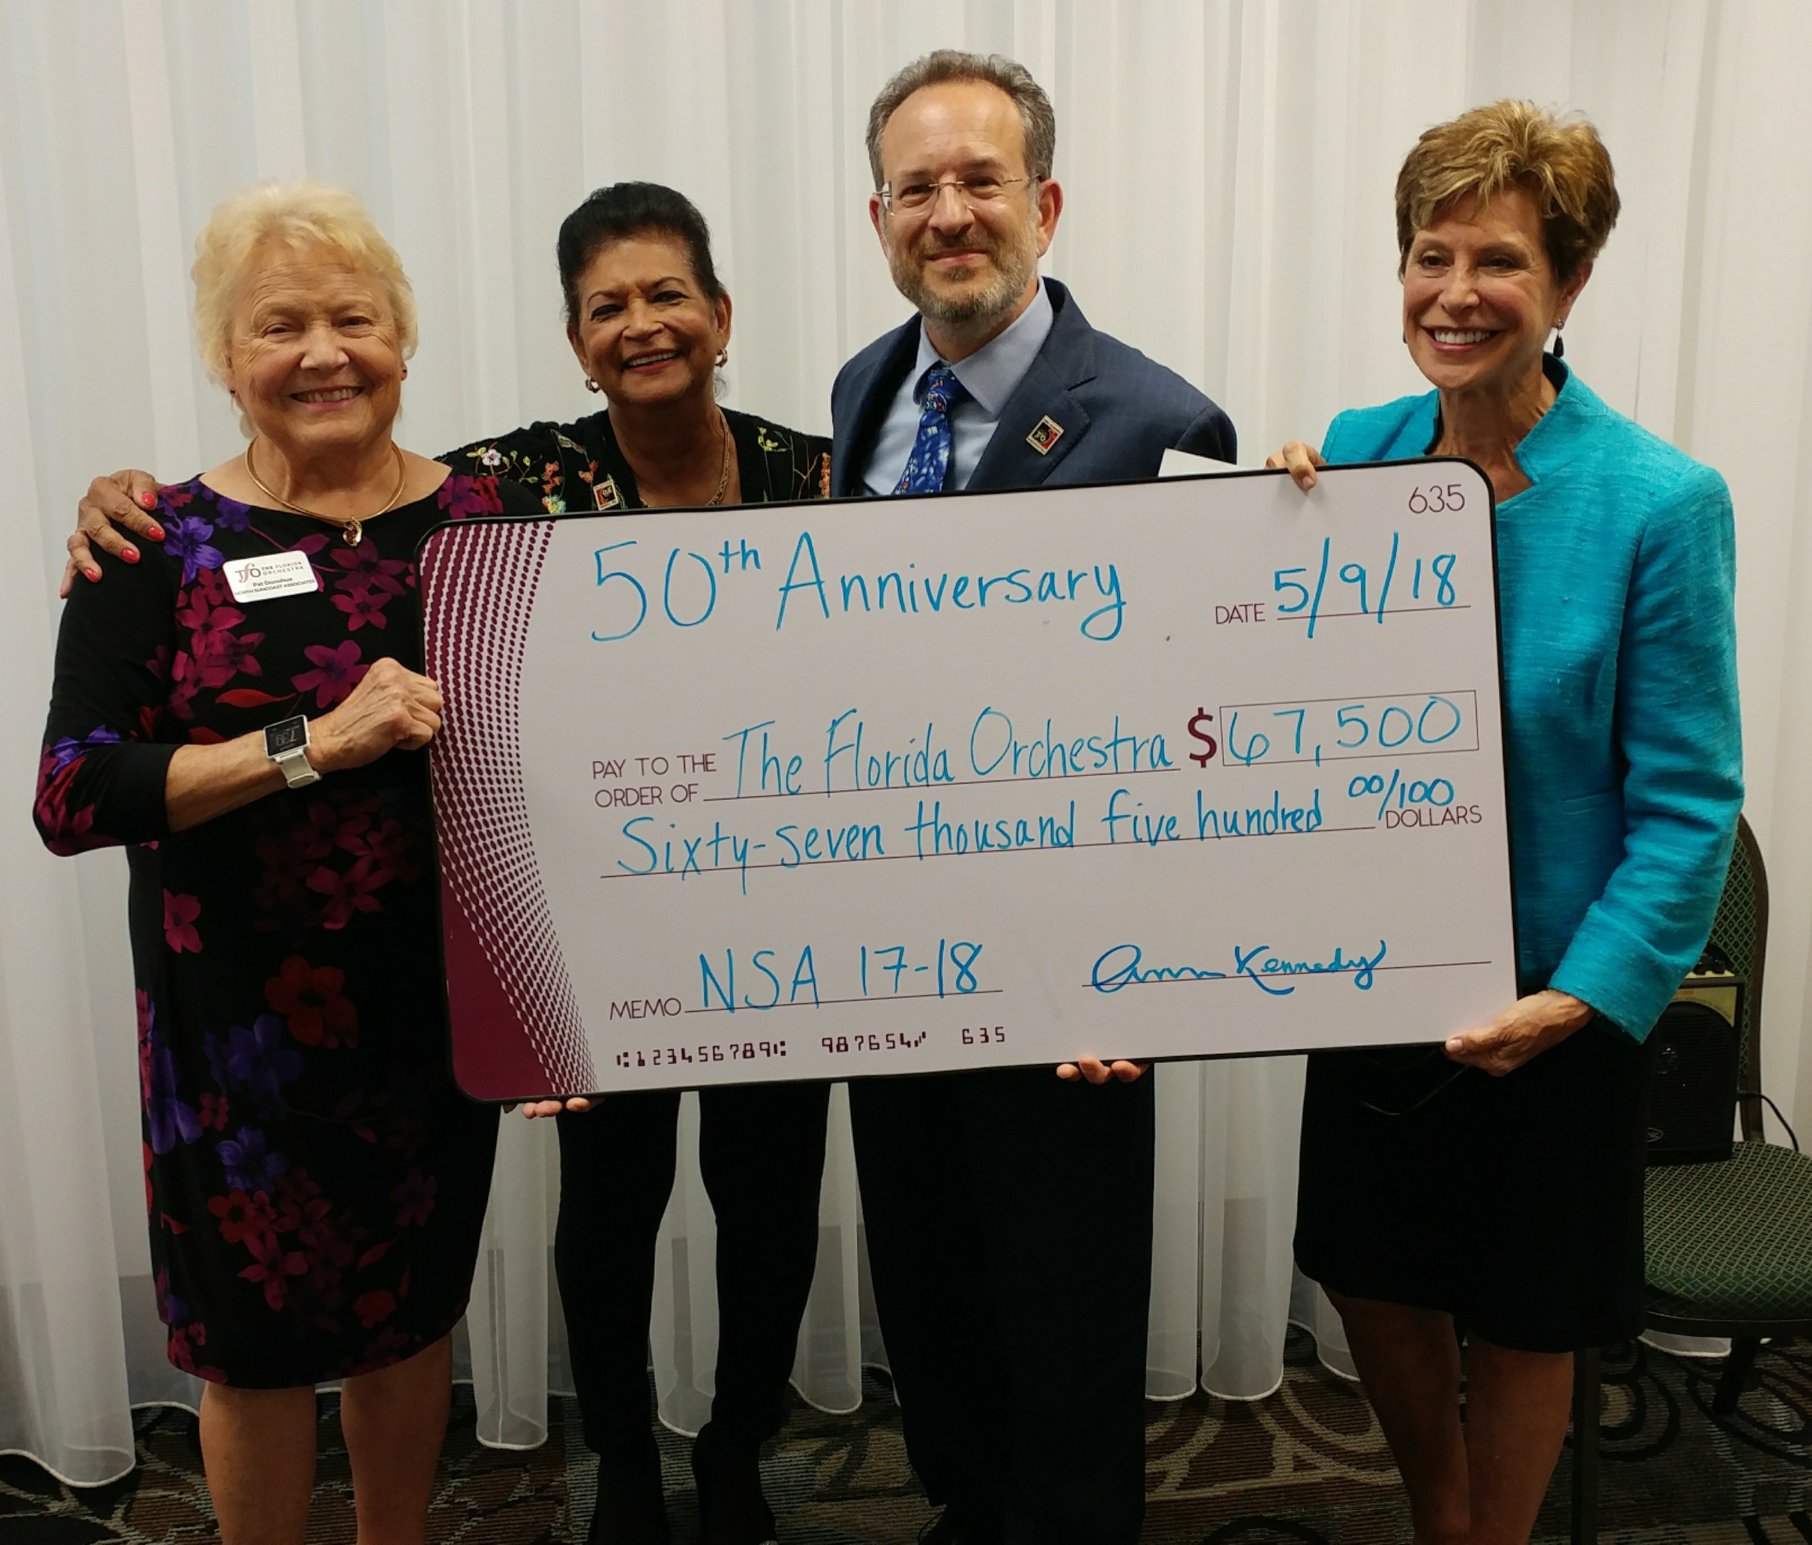 635
50th Anniversary
DATE 5/9/18
PAY TO THE
ORDER OF The Florida Orchestra $ 67,500
Sixty-seven thousand five hundred 00/100
DOLLARS
MEMO NSA 17-18 Ann Kennedy
⑆123456789⑆ 987654⑈ 635
TFO THE FLORIDA
ORCHESTRA
Pat Donohue
NORTH SUNCOAST ASSOCIATES